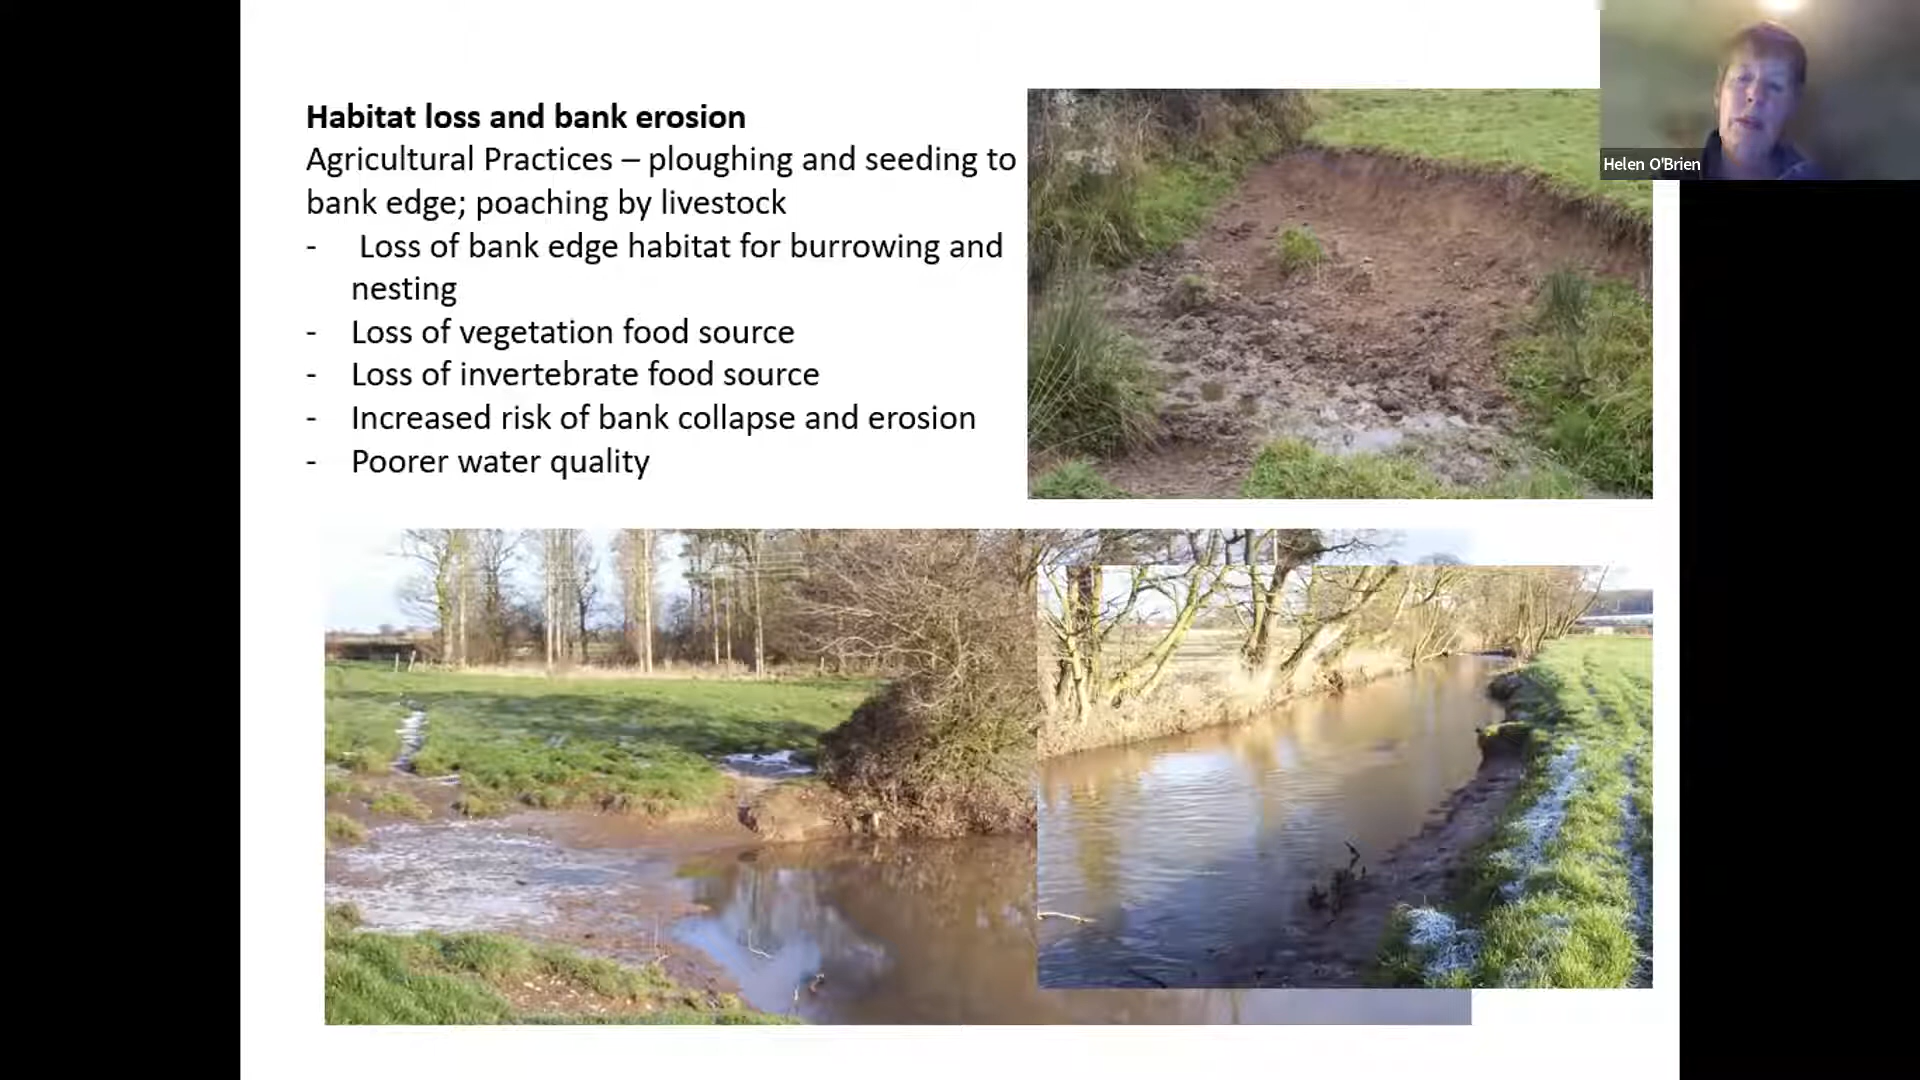 Habitat loss and bank erosion
Agricultural Practices – ploughing and seeding to
bank edge; poaching by livestock
- Loss of bank edge habitat for burrowing and
nesting
- Loss of vegetation food source
- Loss of invertebrate food source
- Increased risk of bank collapse and erosion
- Poorer water quality
Helen O'Brien